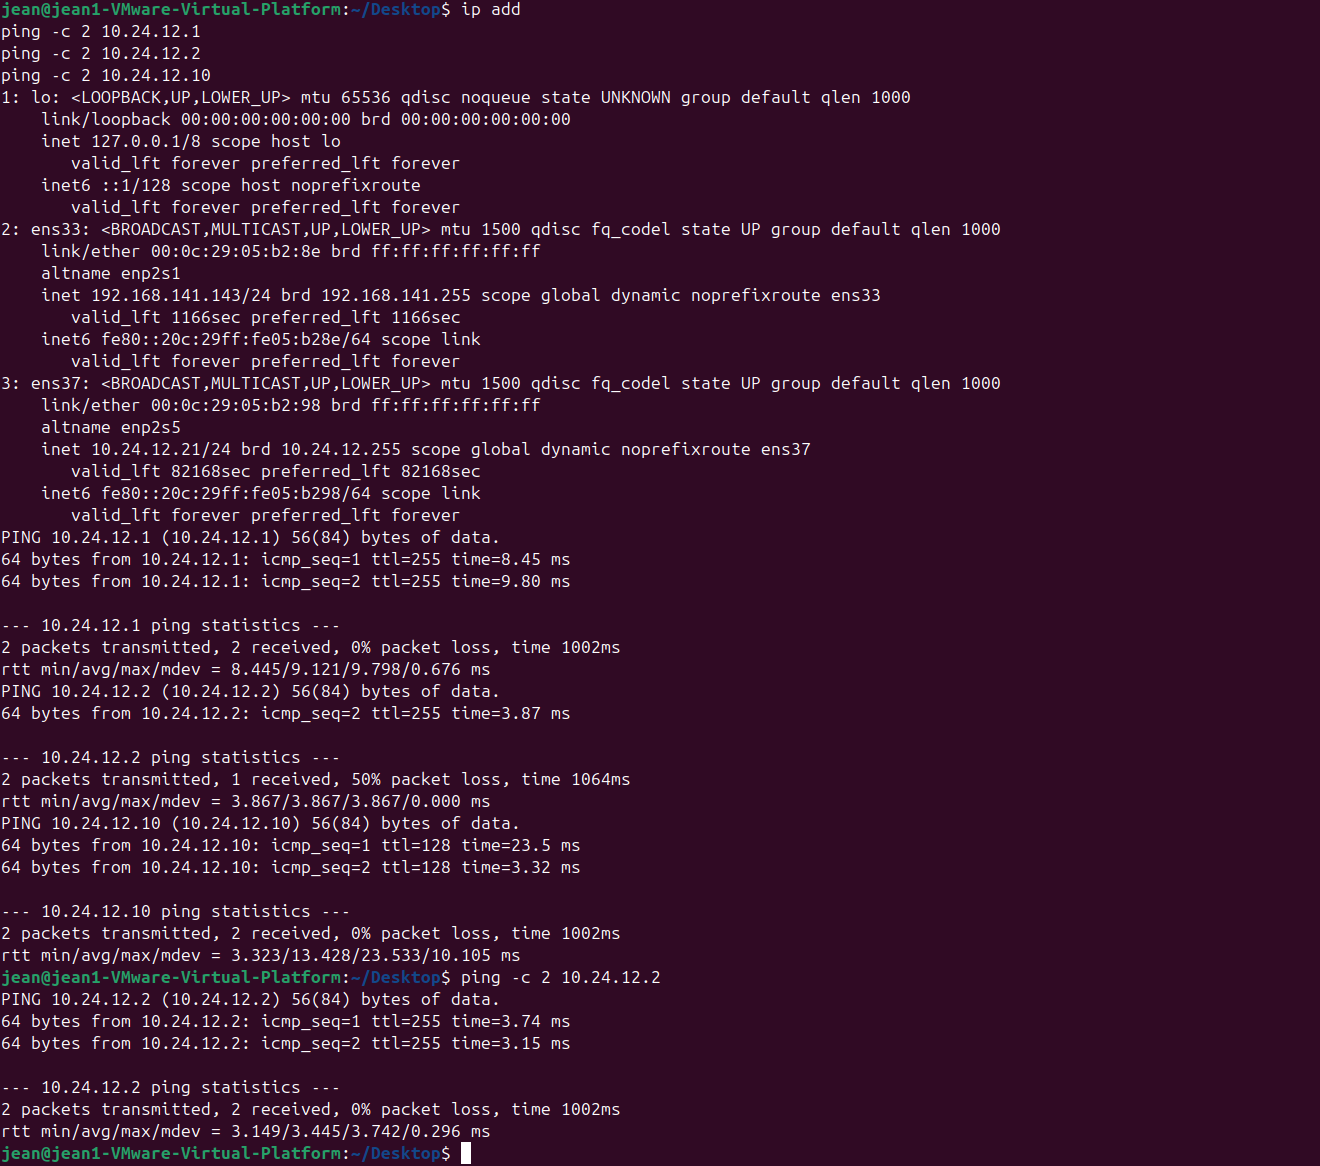 jean@jean1-VMware-Virtual-Platform:~/Desktop$ ip add
ping -c 2 10.24.12.1
ping -c 2 10.24.12.2
ping -c 2 10.24.12.10
1: lo: <LOOPBACK,UP,LOWER_UP> mtu 65536 qdisc noqueue state UNKNOWN group default qlen 1000
    link/loopback 00:00:00:00:00:00 brd 00:00:00:00:00:00
    inet 127.0.0.1/8 scope host lo
       valid_lft forever preferred_lft forever
    inet6 ::1/128 scope host noprefixroute
       valid_lft forever preferred_lft forever
2: ens33: <BROADCAST,MULTICAST,UP,LOWER_UP> mtu 1500 qdisc fq_codel state UP group default qlen 1000
    link/ether 00:0c:29:05:b2:8e brd ff:ff:ff:ff:ff:ff
    altname enp2s1
    inet 192.168.141.143/24 brd 192.168.141.255 scope global dynamic noprefixroute ens33
       valid_lft 1166sec preferred_lft 1166sec
    inet6 fe80::20c:29ff:fe05:b28e/64 scope link
       valid_lft forever preferred_lft forever
3: ens37: <BROADCAST,MULTICAST,UP,LOWER_UP> mtu 1500 qdisc fq_codel state UP group default qlen 1000
    link/ether 00:0c:29:05:b2:98 brd ff:ff:ff:ff:ff:ff
    altname enp2s5
    inet 10.24.12.21/24 brd 10.24.12.255 scope global dynamic noprefixroute ens37
       valid_lft 82168sec preferred_lft 82168sec
    inet6 fe80::20c:29ff:fe05:b298/64 scope link
       valid_lft forever preferred_lft forever
PING 10.24.12.1 (10.24.12.1) 56(84) bytes of data.
64 bytes from 10.24.12.1: icmp_seq=1 ttl=255 time=8.45 ms
64 bytes from 10.24.12.1: icmp_seq=2 ttl=255 time=9.80 ms

--- 10.24.12.1 ping statistics ---
2 packets transmitted, 2 received, 0% packet loss, time 1002ms
rtt min/avg/max/mdev = 8.445/9.121/9.798/0.676 ms
PING 10.24.12.2 (10.24.12.2) 56(84) bytes of data.
64 bytes from 10.24.12.2: icmp_seq=2 ttl=255 time=3.87 ms

--- 10.24.12.2 ping statistics ---
2 packets transmitted, 1 received, 50% packet loss, time 1064ms
rtt min/avg/max/mdev = 3.867/3.867/3.867/0.000 ms
PING 10.24.12.10 (10.24.12.10) 56(84) bytes of data.
64 bytes from 10.24.12.10: icmp_seq=1 ttl=128 time=23.5 ms
64 bytes from 10.24.12.10: icmp_seq=2 ttl=128 time=3.32 ms

--- 10.24.12.10 ping statistics ---
2 packets transmitted, 2 received, 0% packet loss, time 1002ms
rtt min/avg/max/mdev = 3.323/13.428/23.533/10.105 ms
jean@jean1-VMware-Virtual-Platform:~/Desktop$ ping -c 2 10.24.12.2
PING 10.24.12.2 (10.24.12.2) 56(84) bytes of data.
64 bytes from 10.24.12.2: icmp_seq=1 ttl=255 time=3.74 ms
64 bytes from 10.24.12.2: icmp_seq=2 ttl=255 time=3.15 ms

--- 10.24.12.2 ping statistics ---
2 packets transmitted, 2 received, 0% packet loss, time 1002ms
rtt min/avg/max/mdev = 3.149/3.445/3.742/0.296 ms
jean@jean1-VMware-Virtual-Platform:~/Desktop$